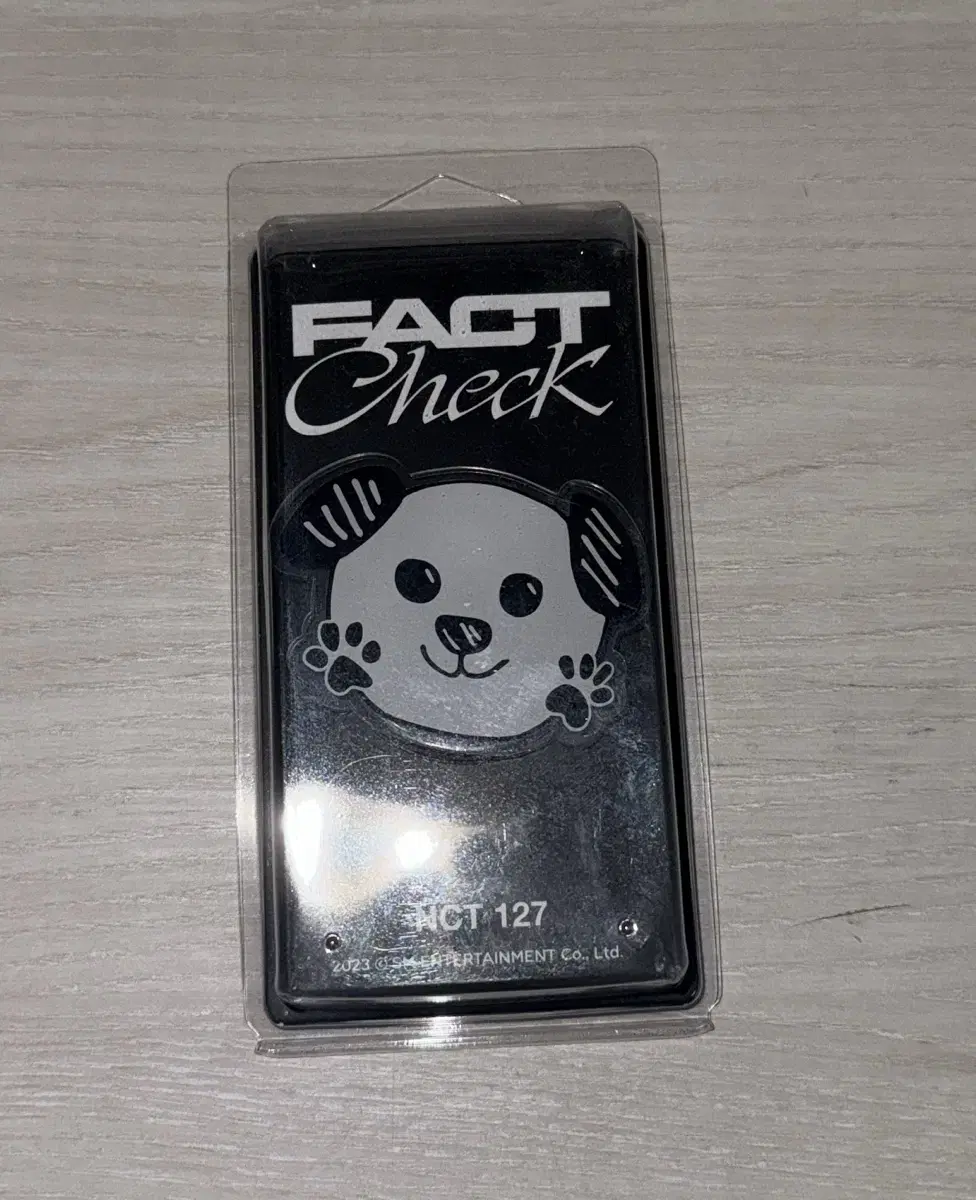 FACT
Check
NCT 127
2023 © SM ENTERTAINMENT Co., Ltd.